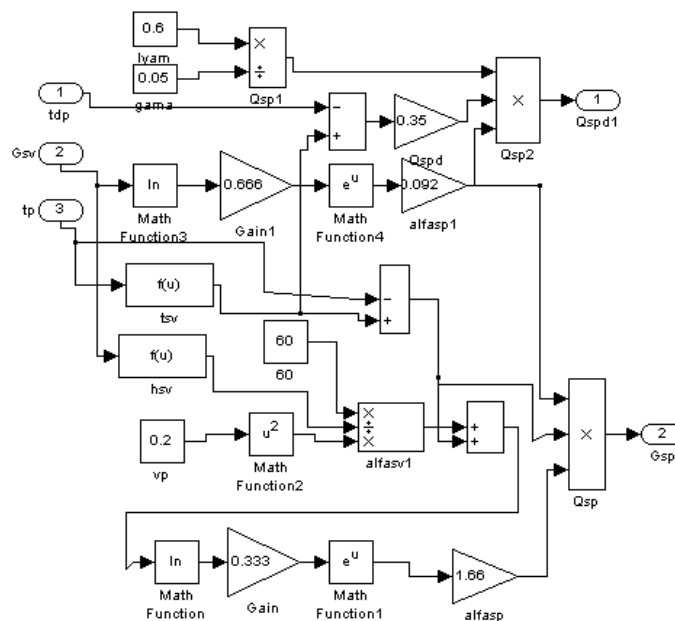 0.6
lyam
×
÷
Qsp1
0.05
gama
1
tdp
−
+
0.35
Qspd
×
Qsp2
1
Qspd1
Gsv
2
ln
Math
Function3
0.666
Gain1
e^u
Math
Function4
0.092
alfasp1
tp
3
f(u)
tsv
−
+
f(u)
hsv
60
60
0.2
vp
u^2
Math
Function2
×
÷
×
alfasv1
+
+
×
Qsp
2
Gsp
ln
Math
Function
0.333
Gain
e^u
Math
Function1
1.66
alfasp